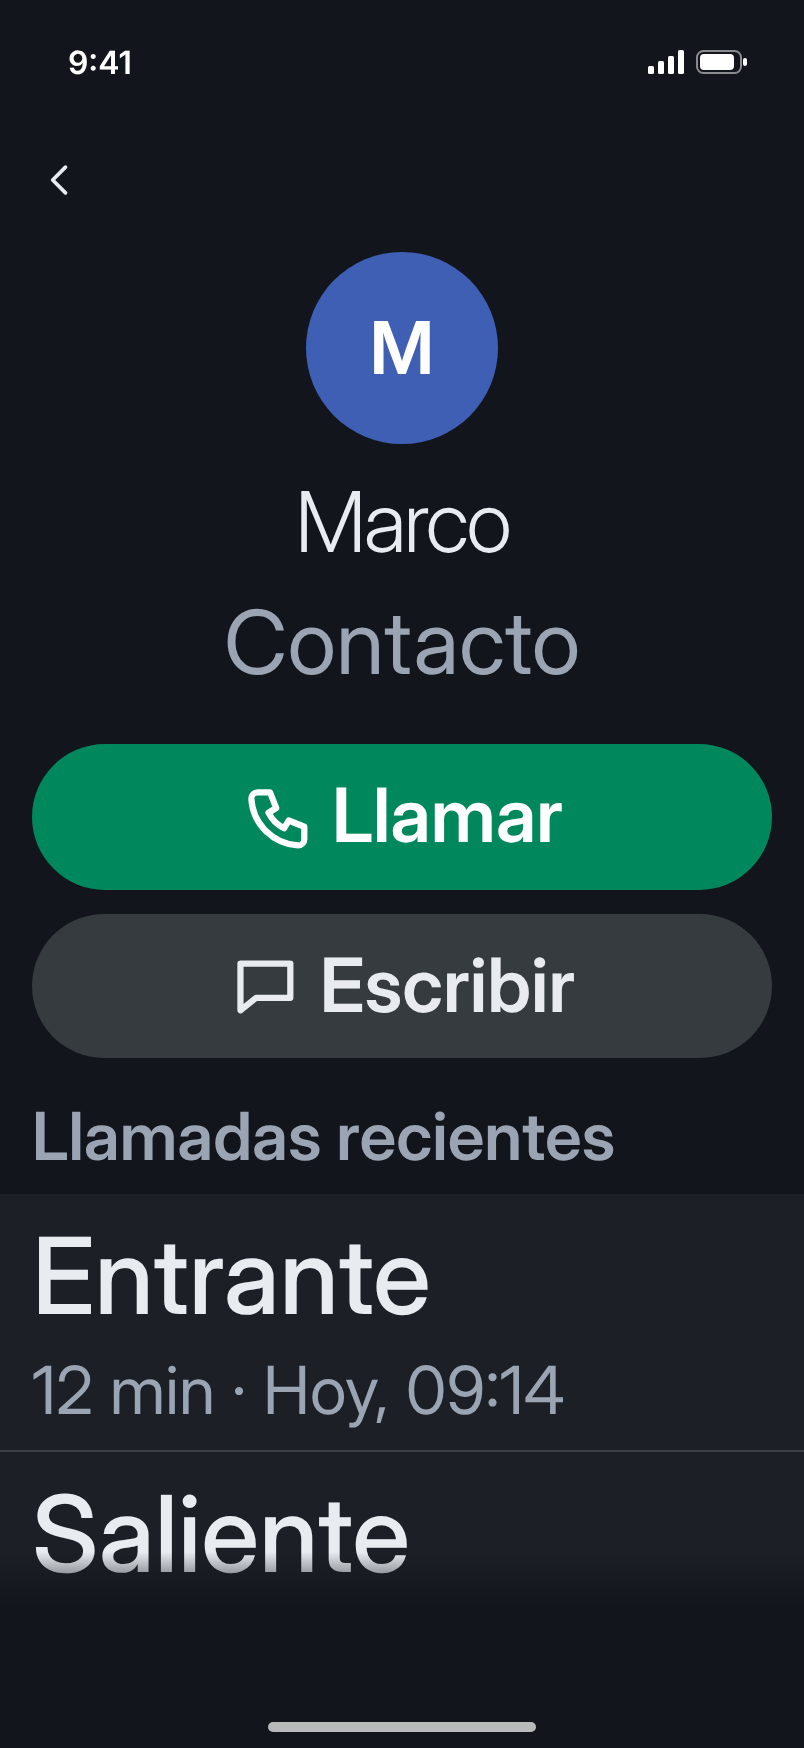 9:41
M
Marco
Contacto
Llamar
Escribir
Llamadas recientes
Entrante
12 min · Hoy, 09:14
Saliente